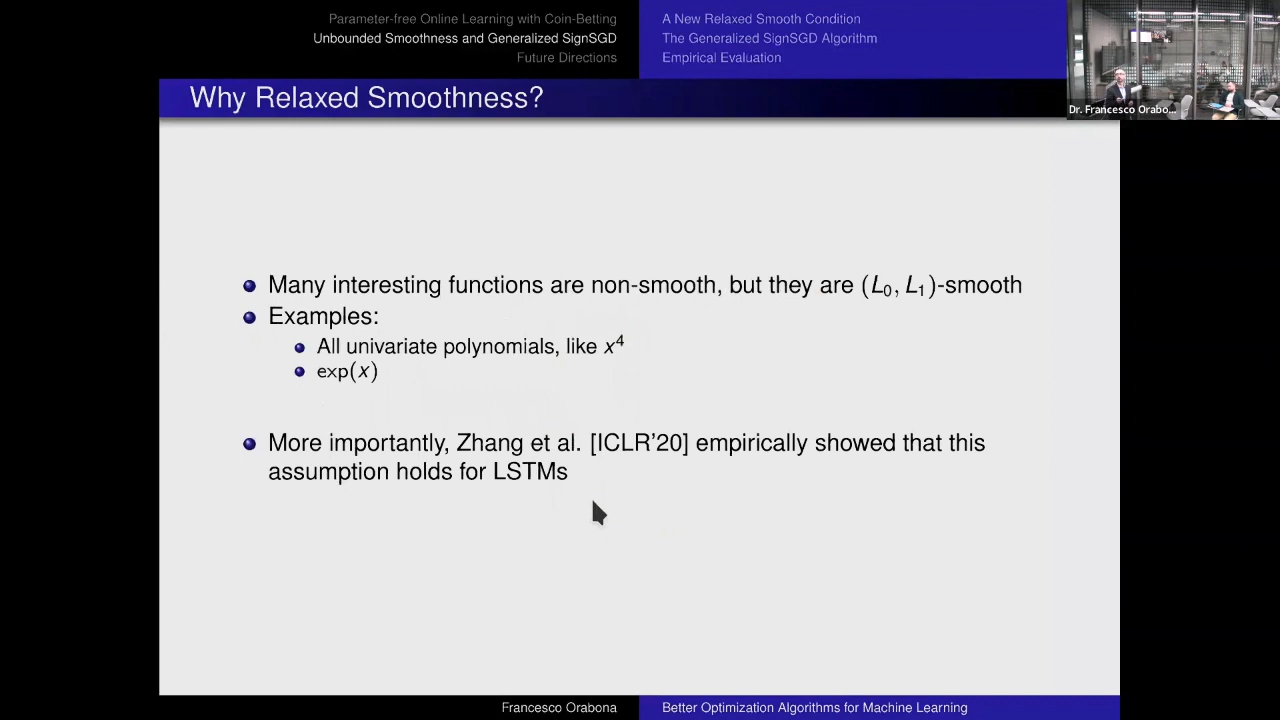 Parameter-free Online Learning with Coin-Betting
Unbounded Smoothness and Generalized SignSGD
Future Directions
A New Relaxed Smooth Condition
The Generalized SignSGD Algorithm
Empirical Evaluation
Dr. Francesco Orabo...
Why Relaxed Smoothness?
Many interesting functions are non-smooth, but they are (L₀, L₁)-smooth
Examples:
All univariate polynomials, like x⁴
exp(x)
More importantly, Zhang et al. [ICLR'20] empirically showed that this
assumption holds for LSTMs
Francesco Orabona
Better Optimization Algorithms for Machine Learning